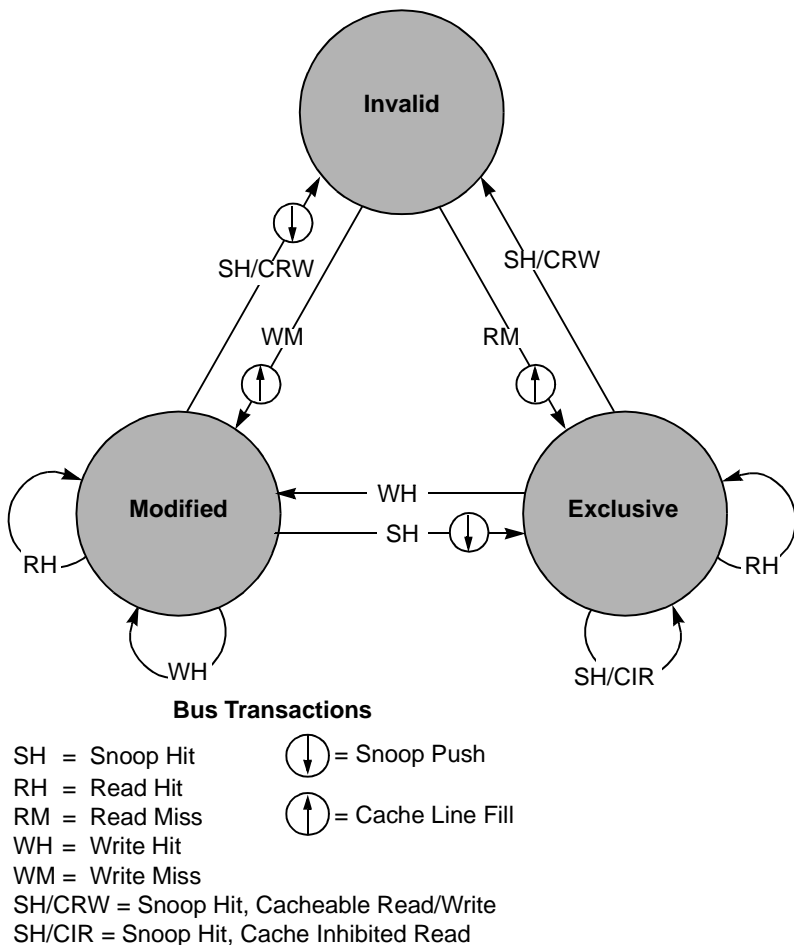 Invalid
SH/CRW
SH/CRW
WM
RM
Modified
WH
Exclusive
SH
RH
RH
WH
SH/CIR
Bus Transactions
SH = Snoop Hit
= Snoop Push
RH = Read Hit
RM = Read Miss
= Cache Line Fill
WH = Write Hit
WM = Write Miss
SH/CRW = Snoop Hit, Cacheable Read/Write
SH/CIR = Snoop Hit, Cache Inhibited Read